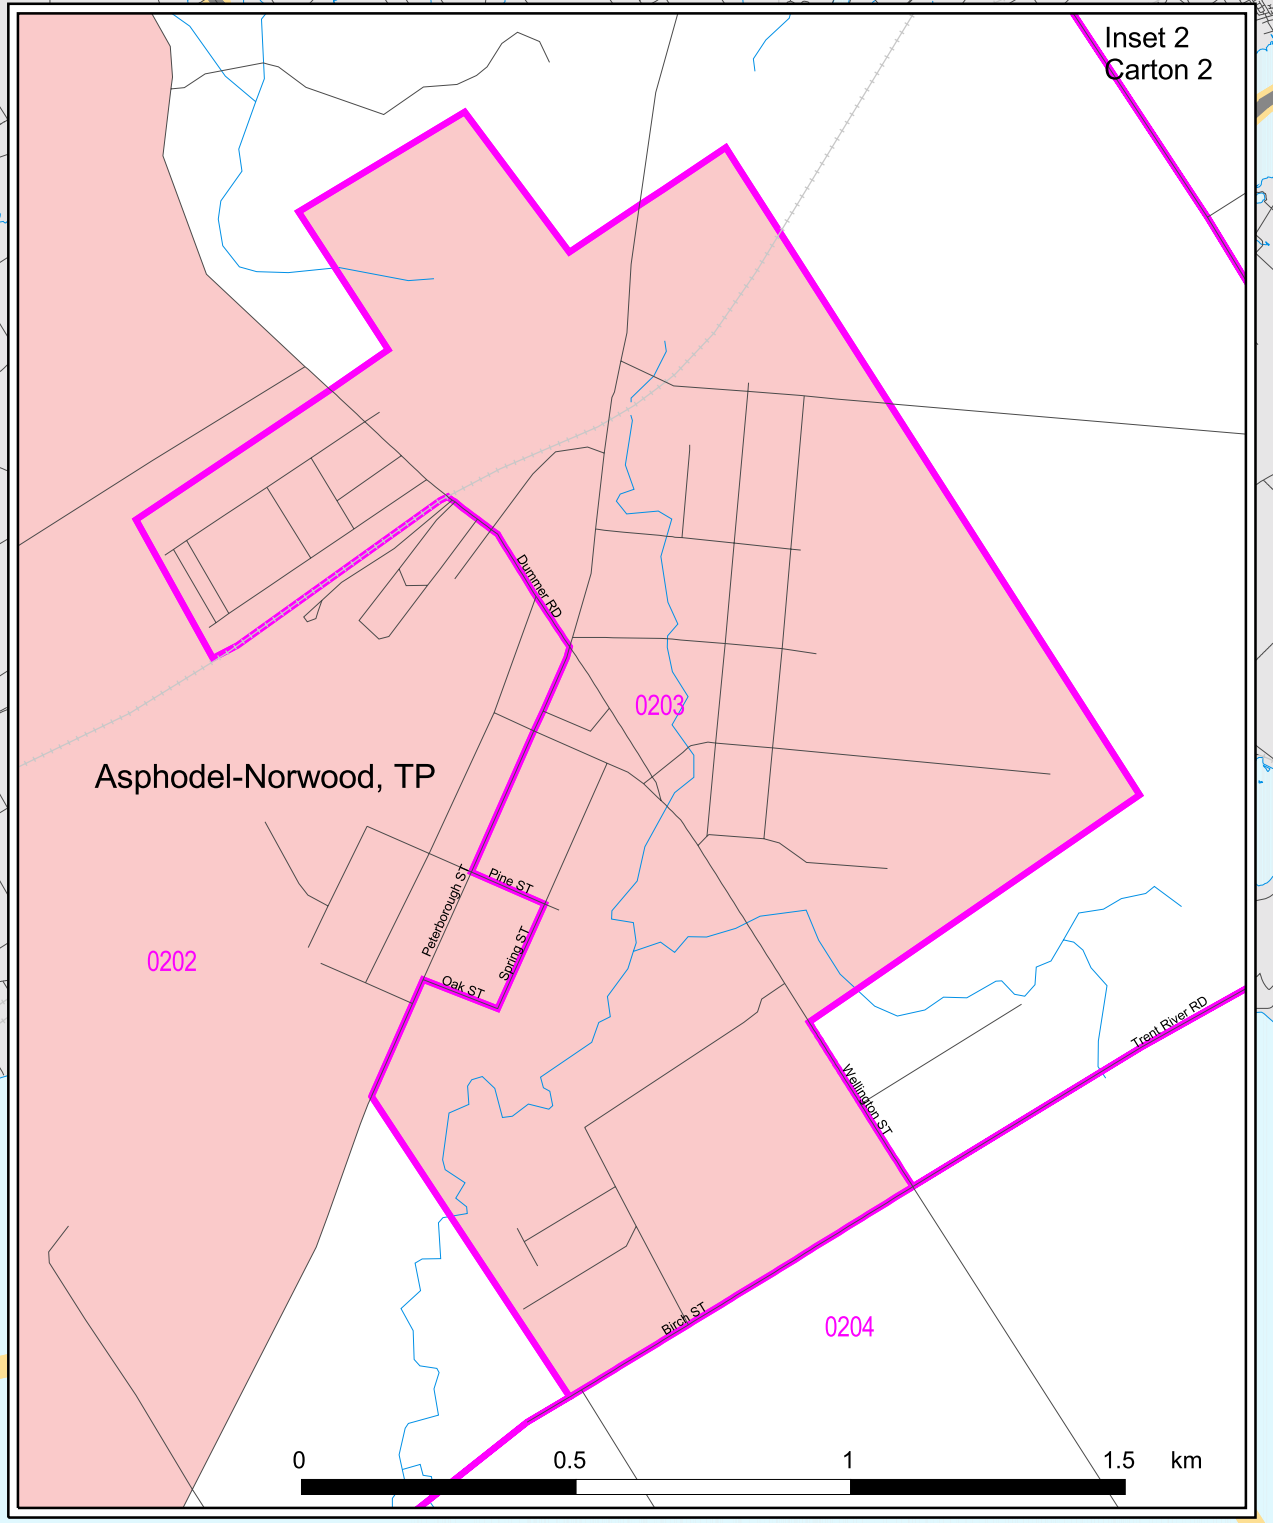 Inset 2
Carton 2
Dummer RD
0203
Asphodel-Norwood, TP
Pine ST
Peterborough ST
Spring ST
0202
Oak ST
Trent River RD
Wellington ST
Birch ST
0204
0 0.5 1 1.5 km